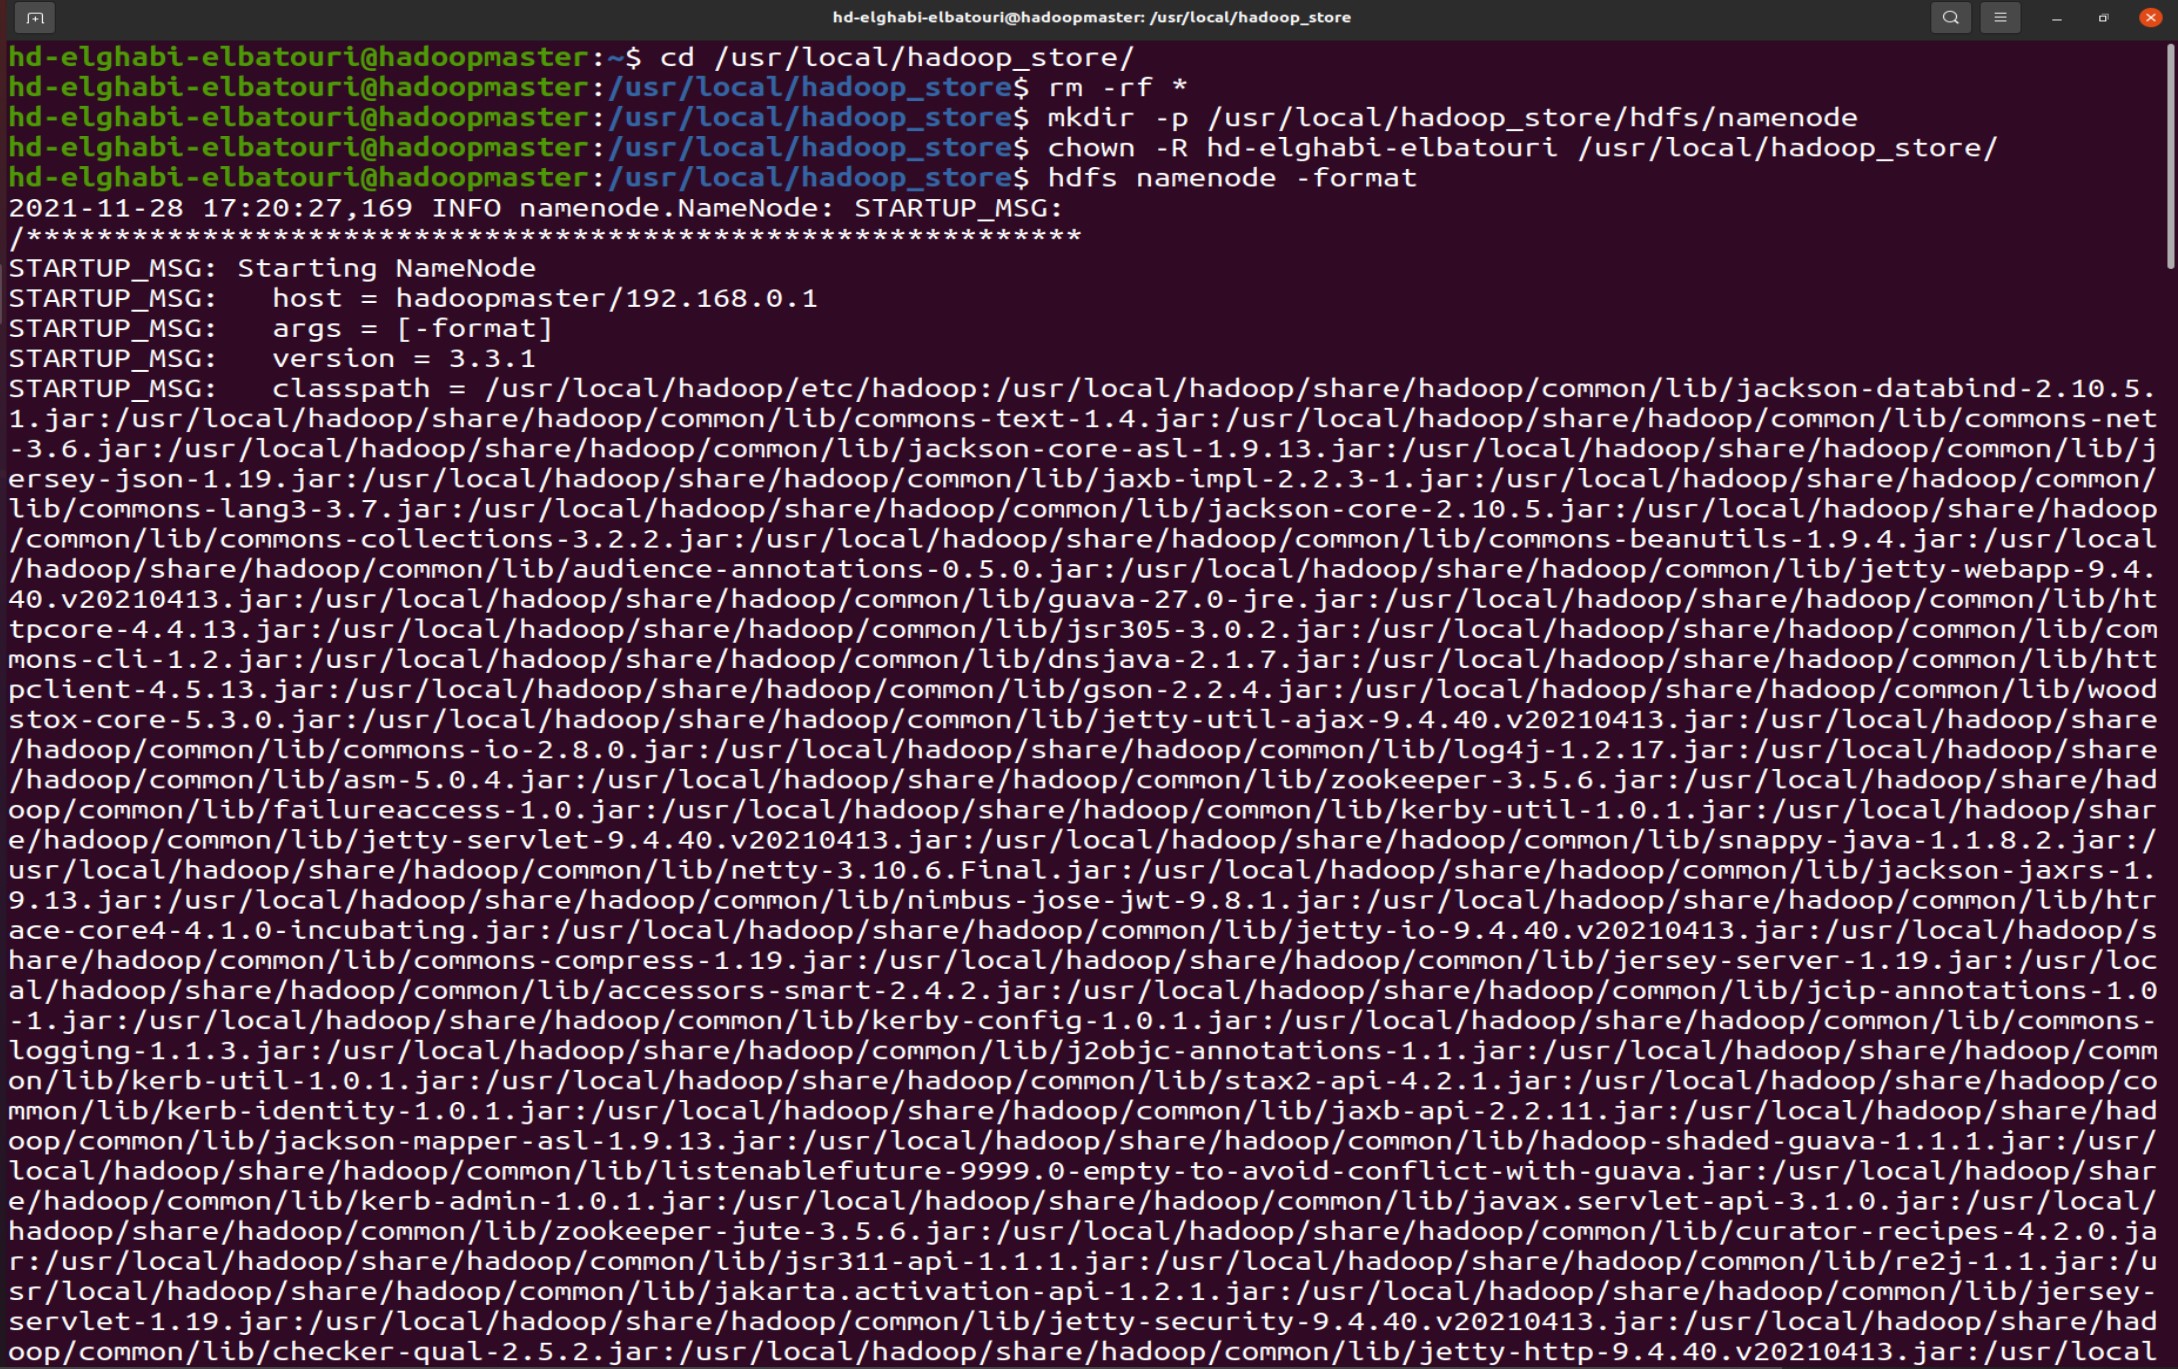 hd-elghabi-elbatouri@hadoopmaster: /usr/local/hadoop_store
hd-elghabi-elbatouri@hadoopmaster:~$ cd /usr/local/hadoop_store/
hd-elghabi-elbatouri@hadoopmaster:/usr/local/hadoop_store$ rm -rf *
hd-elghabi-elbatouri@hadoopmaster:/usr/local/hadoop_store$ mkdir -p /usr/local/hadoop_store/hdfs/namenode
hd-elghabi-elbatouri@hadoopmaster:/usr/local/hadoop_store$ chown -R hd-elghabi-elbatouri /usr/local/hadoop_store/
hd-elghabi-elbatouri@hadoopmaster:/usr/local/hadoop_store$ hdfs namenode -format
2021-11-28 17:20:27,169 INFO namenode.NameNode: STARTUP_MSG:
/************************************************************
STARTUP_MSG: Starting NameNode
STARTUP_MSG:   host = hadoopmaster/192.168.0.1
STARTUP_MSG:   args = [-format]
STARTUP_MSG:   version = 3.3.1
STARTUP_MSG:   classpath = /usr/local/hadoop/etc/hadoop:/usr/local/hadoop/share/hadoop/common/lib/jackson-databind-2.10.5.
1.jar:/usr/local/hadoop/share/hadoop/common/lib/commons-text-1.4.jar:/usr/local/hadoop/share/hadoop/common/lib/commons-net
-3.6.jar:/usr/local/hadoop/share/hadoop/common/lib/jackson-core-asl-1.9.13.jar:/usr/local/hadoop/share/hadoop/common/lib/j
ersey-json-1.19.jar:/usr/local/hadoop/share/hadoop/common/lib/jaxb-impl-2.2.3-1.jar:/usr/local/hadoop/share/hadoop/common/
lib/commons-lang3-3.7.jar:/usr/local/hadoop/share/hadoop/common/lib/jackson-core-2.10.5.jar:/usr/local/hadoop/share/hadoop
/common/lib/commons-collections-3.2.2.jar:/usr/local/hadoop/share/hadoop/common/lib/commons-beanutils-1.9.4.jar:/usr/local
/hadoop/share/hadoop/common/lib/audience-annotations-0.5.0.jar:/usr/local/hadoop/share/hadoop/common/lib/jetty-webapp-9.4.
40.v20210413.jar:/usr/local/hadoop/share/hadoop/common/lib/guava-27.0-jre.jar:/usr/local/hadoop/share/hadoop/common/lib/ht
tpcore-4.4.13.jar:/usr/local/hadoop/share/hadoop/common/lib/jsr305-3.0.2.jar:/usr/local/hadoop/share/hadoop/common/lib/com
mons-cli-1.2.jar:/usr/local/hadoop/share/hadoop/common/lib/dnsjava-2.1.7.jar:/usr/local/hadoop/share/hadoop/common/lib/htt
pclient-4.5.13.jar:/usr/local/hadoop/share/hadoop/common/lib/gson-2.2.4.jar:/usr/local/hadoop/share/hadoop/common/lib/wood
stox-core-5.3.0.jar:/usr/local/hadoop/share/hadoop/common/lib/jetty-util-ajax-9.4.40.v20210413.jar:/usr/local/hadoop/share
/hadoop/common/lib/commons-io-2.8.0.jar:/usr/local/hadoop/share/hadoop/common/lib/log4j-1.2.17.jar:/usr/local/hadoop/share
/hadoop/common/lib/asm-5.0.4.jar:/usr/local/hadoop/share/hadoop/common/lib/zookeeper-3.5.6.jar:/usr/local/hadoop/share/had
oop/common/lib/failureaccess-1.0.jar:/usr/local/hadoop/share/hadoop/common/lib/kerby-util-1.0.1.jar:/usr/local/hadoop/shar
e/hadoop/common/lib/jetty-servlet-9.4.40.v20210413.jar:/usr/local/hadoop/share/hadoop/common/lib/snappy-java-1.1.8.2.jar:/
usr/local/hadoop/share/hadoop/common/lib/netty-3.10.6.Final.jar:/usr/local/hadoop/share/hadoop/common/lib/jackson-jaxrs-1.
9.13.jar:/usr/local/hadoop/share/hadoop/common/lib/nimbus-jose-jwt-9.8.1.jar:/usr/local/hadoop/share/hadoop/common/lib/htr
ace-core4-4.1.0-incubating.jar:/usr/local/hadoop/share/hadoop/common/lib/jetty-io-9.4.40.v20210413.jar:/usr/local/hadoop/s
hare/hadoop/common/lib/commons-compress-1.19.jar:/usr/local/hadoop/share/hadoop/common/lib/jersey-server-1.19.jar:/usr/loc
al/hadoop/share/hadoop/common/lib/accessors-smart-2.4.2.jar:/usr/local/hadoop/share/hadoop/common/lib/jcip-annotations-1.0
-1.jar:/usr/local/hadoop/share/hadoop/common/lib/kerby-config-1.0.1.jar:/usr/local/hadoop/share/hadoop/common/lib/commons-
logging-1.1.3.jar:/usr/local/hadoop/share/hadoop/common/lib/j2objc-annotations-1.1.jar:/usr/local/hadoop/share/hadoop/comm
on/lib/kerb-util-1.0.1.jar:/usr/local/hadoop/share/hadoop/common/lib/stax2-api-4.2.1.jar:/usr/local/hadoop/share/hadoop/co
mmon/lib/kerb-identity-1.0.1.jar:/usr/local/hadoop/share/hadoop/common/lib/jaxb-api-2.2.11.jar:/usr/local/hadoop/share/had
oop/common/lib/jackson-mapper-asl-1.9.13.jar:/usr/local/hadoop/share/hadoop/common/lib/hadoop-shaded-guava-1.1.1.jar:/usr/
local/hadoop/share/hadoop/common/lib/listenablefuture-9999.0-empty-to-avoid-conflict-with-guava.jar:/usr/local/hadoop/shar
e/hadoop/common/lib/kerb-admin-1.0.1.jar:/usr/local/hadoop/share/hadoop/common/lib/javax.servlet-api-3.1.0.jar:/usr/local/
hadoop/share/hadoop/common/lib/zookeeper-jute-3.5.6.jar:/usr/local/hadoop/share/hadoop/common/lib/curator-recipes-4.2.0.ja
r:/usr/local/hadoop/share/hadoop/common/lib/jsr311-api-1.1.1.jar:/usr/local/hadoop/share/hadoop/common/lib/re2j-1.1.jar:/u
sr/local/hadoop/share/hadoop/common/lib/jakarta.activation-api-1.2.1.jar:/usr/local/hadoop/share/hadoop/common/lib/jersey-
servlet-1.19.jar:/usr/local/hadoop/share/hadoop/common/lib/jetty-security-9.4.40.v20210413.jar:/usr/local/hadoop/share/had
oop/common/lib/checker-qual-2.5.2.jar:/usr/local/hadoop/share/hadoop/common/lib/jetty-http-9.4.40.v20210413.jar:/usr/local